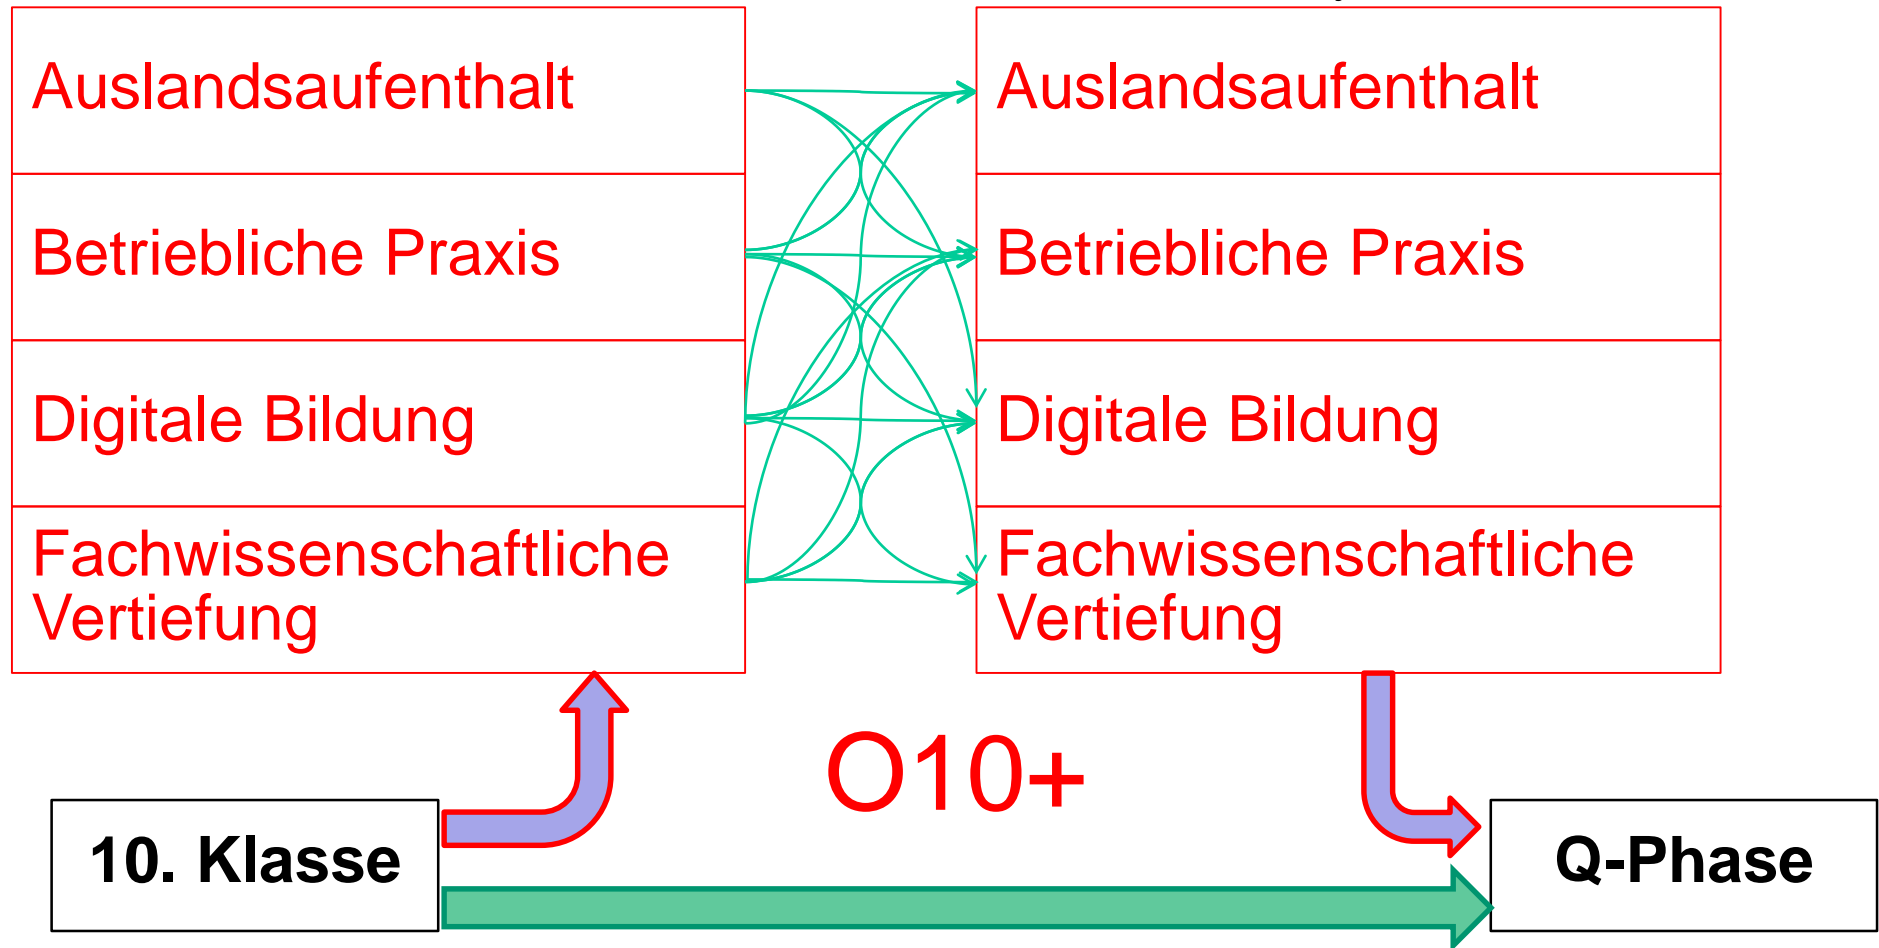 Auslandsaufenthalt
Betriebliche Praxis
Digitale Bildung
Fachwissenschaftliche
Vertiefung
Auslandsaufenthalt
Betriebliche Praxis
Digitale Bildung
Fachwissenschaftliche
Vertiefung
O10+
10. Klasse
Q-Phase